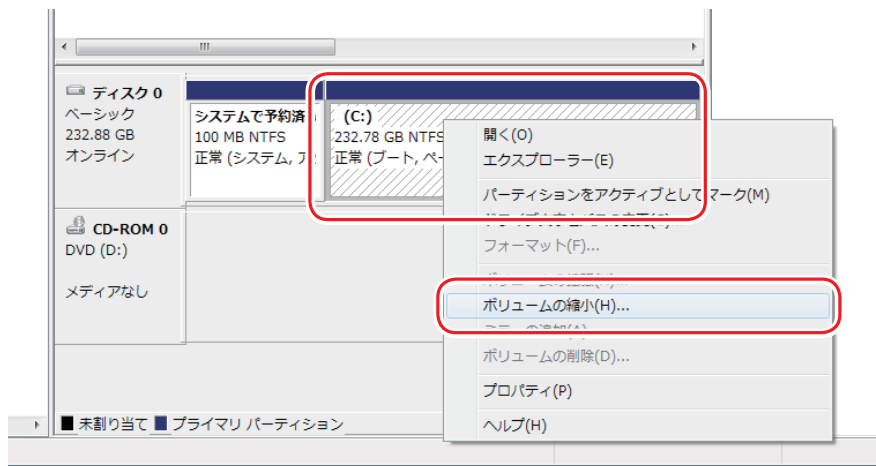 ディスク 0
ベーシック
232.88 GB
オンライン
システムで予約済
100 MB NTFS
正常 (システム, ア
(C:)
232.78 GB NTFS
正常 (ブート, ペー
CD-ROM 0
DVD (D:)
メディアなし
開く(O)
エクスプローラー(E)
パーティションをアクティブとしてマーク(M)
フォーマット(F)...
ボリュームの縮小(H)...
ボリュームの削除(D)...
プロパティ(P)
ヘルプ(H)
未割り当て プライマリ パーティション